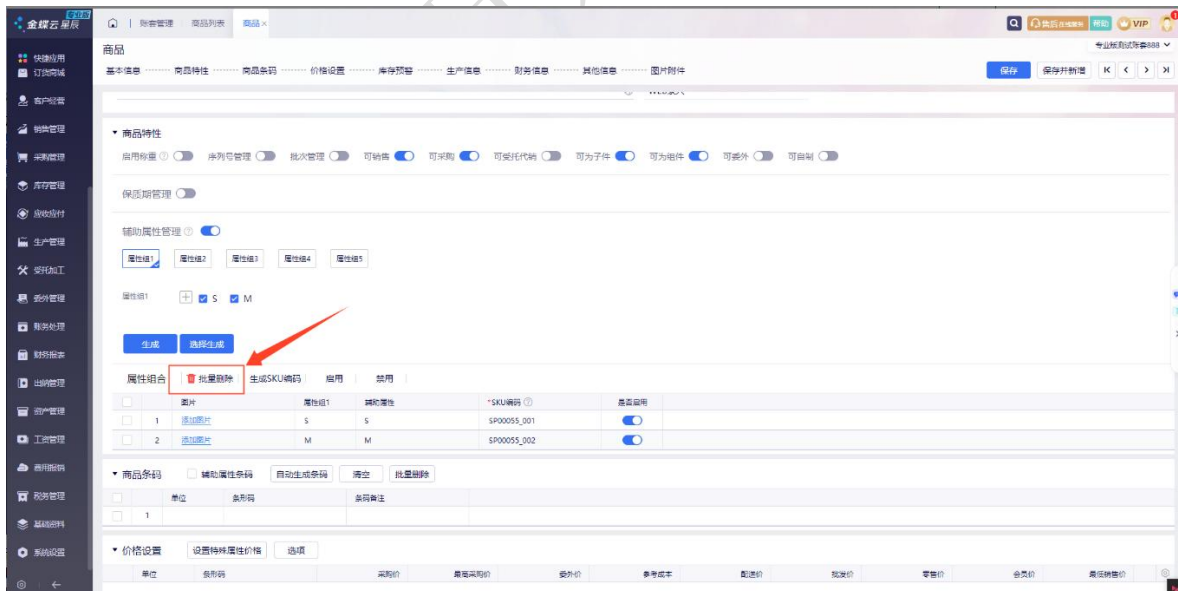 金蝶云星辰 专业版
账套管理 商品列表 商品 ×
售后在线服务 帮助 VIP
商品
专业版测试账套888
基本信息 商品特性 商品条码 价格设置 库存预警 生产信息 财务信息 其他信息 图片附件
保存 保存并新增
快捷应用
订货商城
客户经营
销售管理
采购管理
库存管理
应收应付
生产管理
受托加工
委外管理
账务处理
财务报表
出纳管理
资产管理
工资管理
费用报销
税务管理
基础资料
系统设置
商品特性
启用称重 序列号管理 批次管理 可销售 可采购 可受托代销 可为子件 可为组件 可委外 可自制
保质期管理
辅助属性管理
属性组1 属性组2 属性组3 属性组4 属性组5
属性组1 S M
生成 选择生成
属性组合 批量删除 生成SKU编码 启用 禁用
图片 属性组1 辅助属性 *SKU编码 是否启用
1 添加图片 S S SP00055_001
2 添加图片 M M SP00055_002
商品条码 辅助属性条码 自动生成条码 清空 批量删除
单位 条形码 条码备注
1
价格设置 设置特殊属性价格 选项
单位 条形码 采购价 最高采购价 委外价 参考成本 配送价 批发价 零售价 会员价 最低销售价